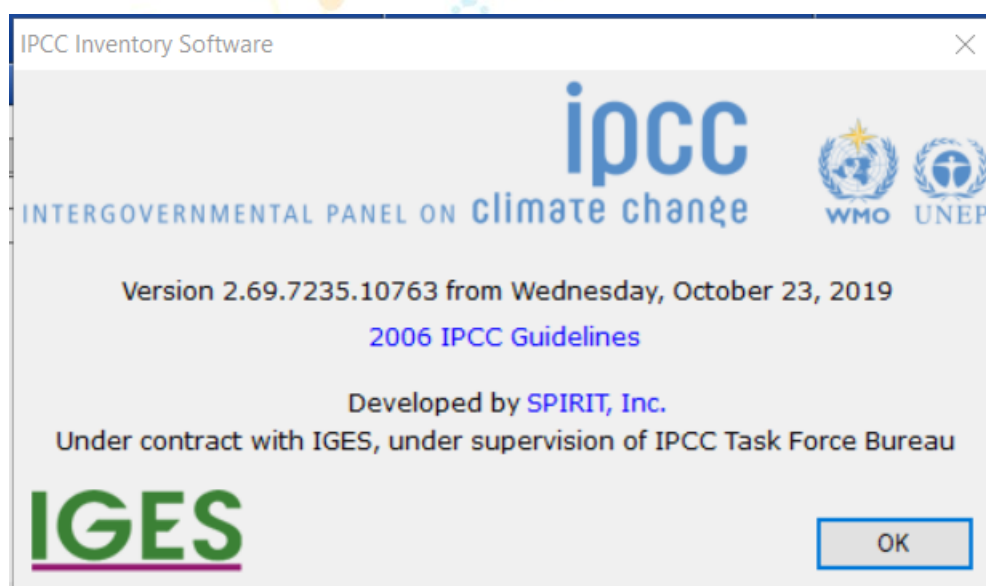 IPCC Inventory Software
ipcc
INTERGOVERNMENTAL PANEL ON climate change
WMO UNEP
Version 2.69.7235.10763 from Wednesday, October 23, 2019
2006 IPCC Guidelines
Developed by SPIRIT, Inc.
Under contract with IGES, under supervision of IPCC Task Force Bureau
IGES
OK